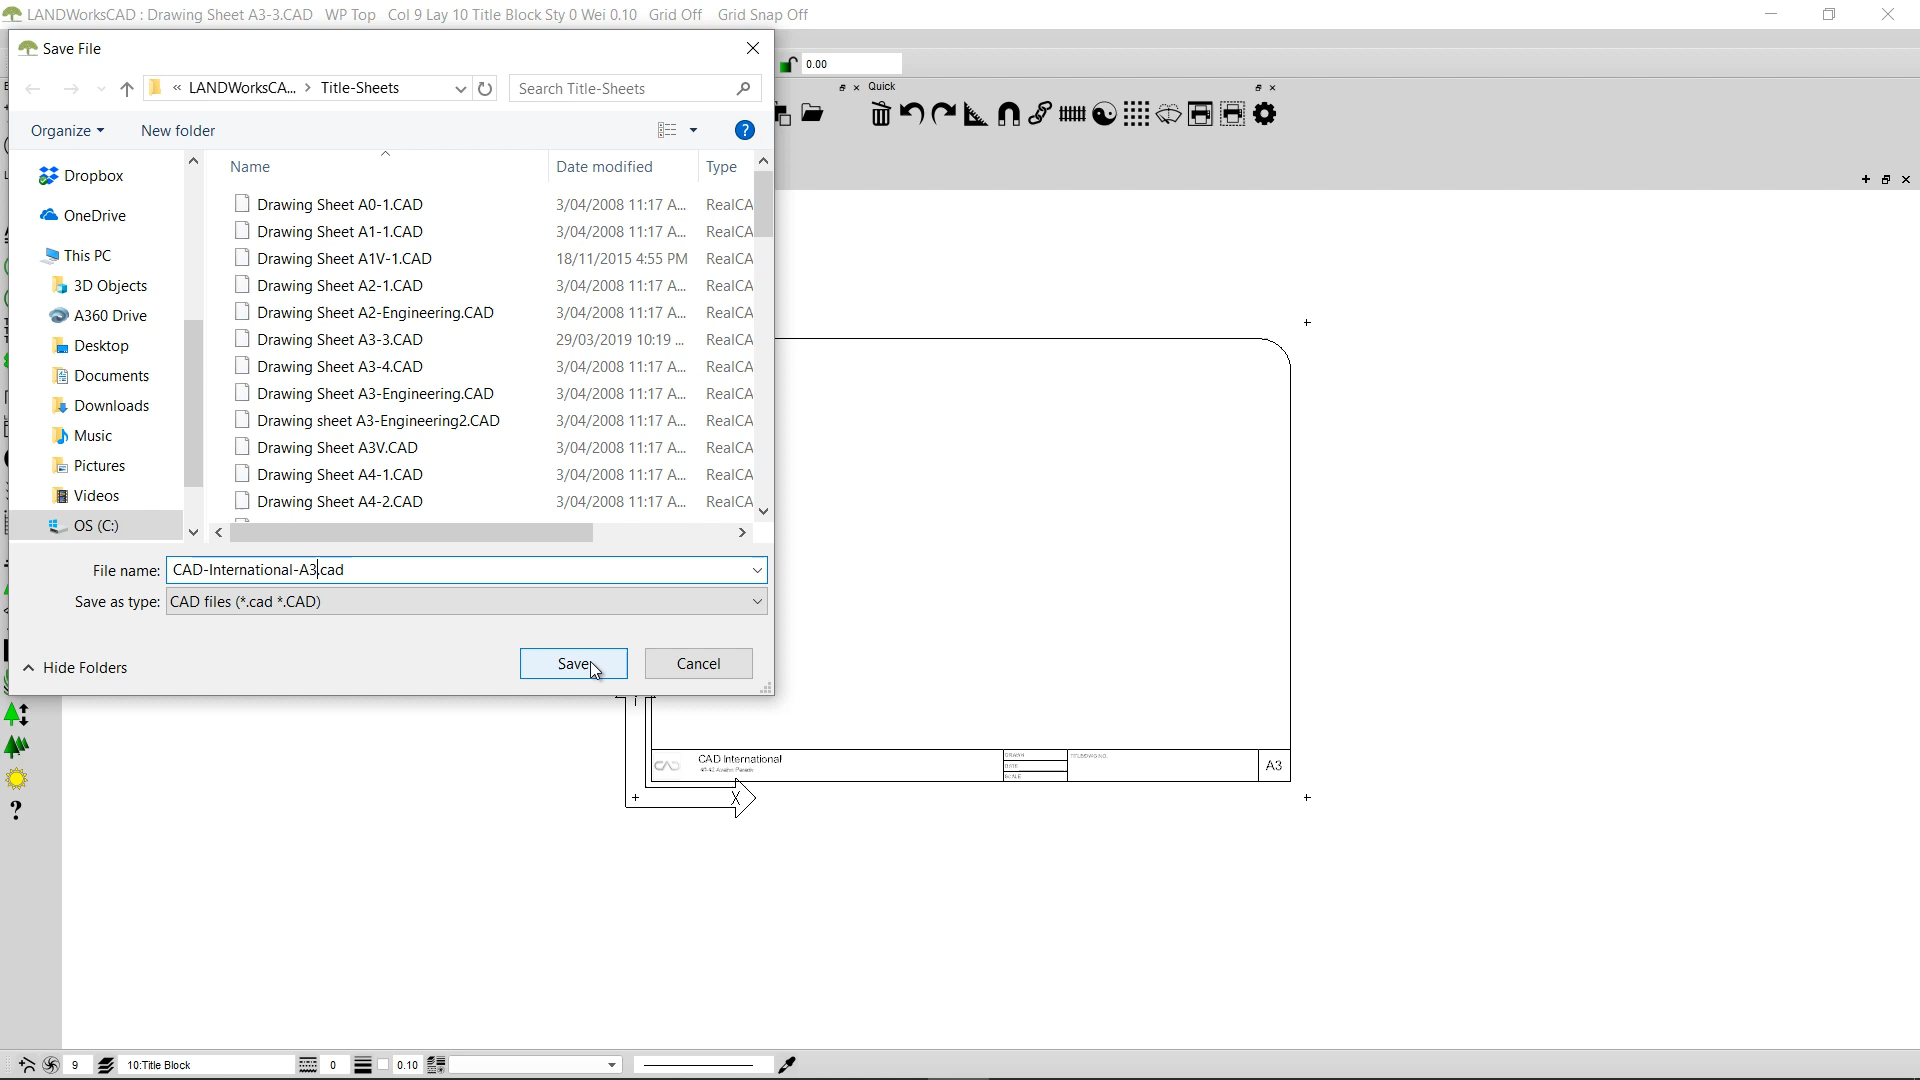 LANDWorksCAD : Drawing Sheet A3-3.CAD WP Top Col 9 Lay 10 Title Block Sty 0 Wei 0.10 Grid Off Grid Snap Off
Save File
0.00
« LANDWorksCA... > Title-Sheets
Search Title-Sheets
Quick
Organize
New folder
Name
Date modified
Type
Dropbox
OneDrive
This PC
3D Objects
A360 Drive
Desktop
Documents
Downloads
Music
Pictures
Videos
OS (C:)
Drawing Sheet A0-1.CAD 3/04/2008 11:17 A... RealCA
Drawing Sheet A1-1.CAD 3/04/2008 11:17 A... RealCA
Drawing Sheet A1V-1.CAD 18/11/2015 4:55 PM RealCA
Drawing Sheet A2-1.CAD 3/04/2008 11:17 A... RealCA
Drawing Sheet A2-Engineering.CAD 3/04/2008 11:17 A... RealCA
Drawing Sheet A3-3.CAD 29/03/2019 10:19 ... RealCA
Drawing Sheet A3-4.CAD 3/04/2008 11:17 A... RealCA
Drawing Sheet A3-Engineering.CAD 3/04/2008 11:17 A... RealCA
Drawing sheet A3-Engineering2.CAD 3/04/2008 11:17 A... RealCA
Drawing Sheet A3V.CAD 3/04/2008 11:17 A... RealCA
Drawing Sheet A4-1.CAD 3/04/2008 11:17 A... RealCA
Drawing Sheet A4-2.CAD 3/04/2008 11:17 A... RealCA
File name: CAD-International-A3.cad
Save as type: CAD files (*.cad *.CAD)
Hide Folders
Save
Cancel
CAD International
DRAWN
DATE
SCALE
A3
X
9
10:Title Block
0
0.10